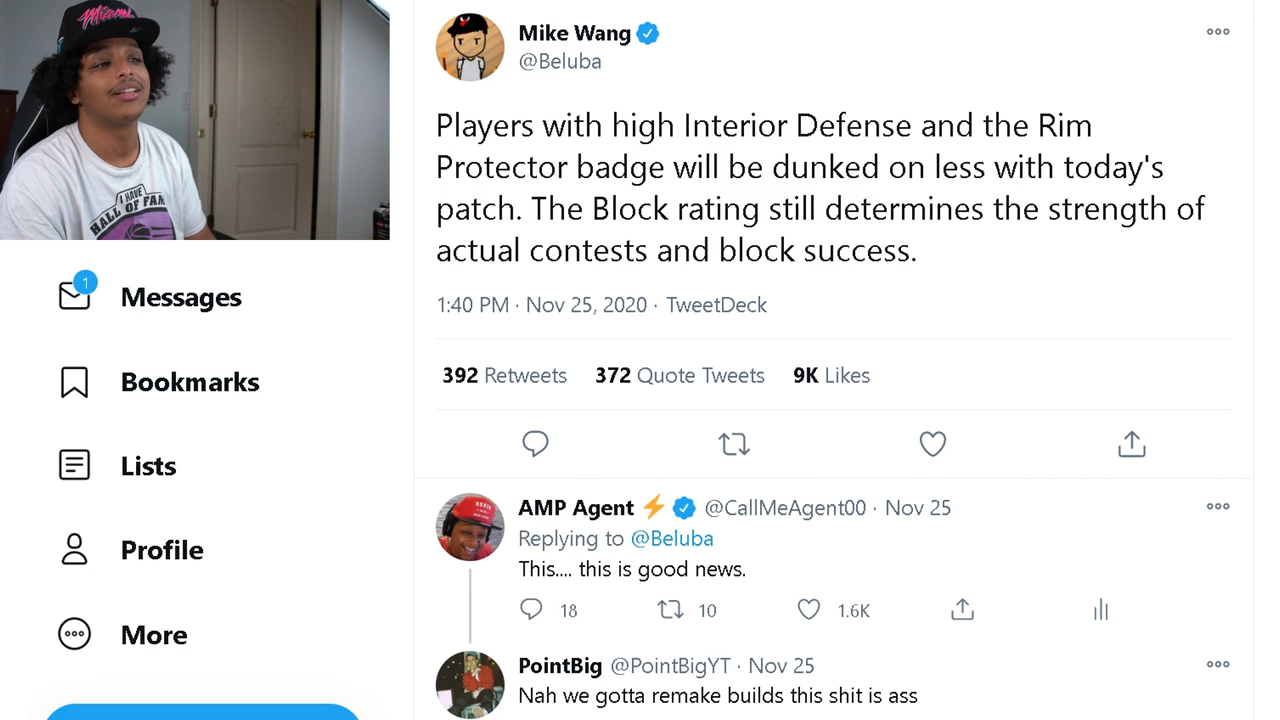 Miami
I HAVE
HALL OF FAM
Mike Wang
@Beluba
Players with high Interior Defense and the Rim
Protector badge will be dunked on less with today's
patch. The Block rating still determines the strength of
actual contests and block success.
1:40 PM · Nov 25, 2020 · TweetDeck
392 Retweets 372 Quote Tweets 9K Likes
1
Messages
Bookmarks
Lists
Profile
More
AMP Agent ⚡ @CallMeAgent00 · Nov 25
Replying to @Beluba
This.... this is good news.
18 10 1.6K
PointBig @PointBigYT · Nov 25
Nah we gotta remake builds this shit is ass